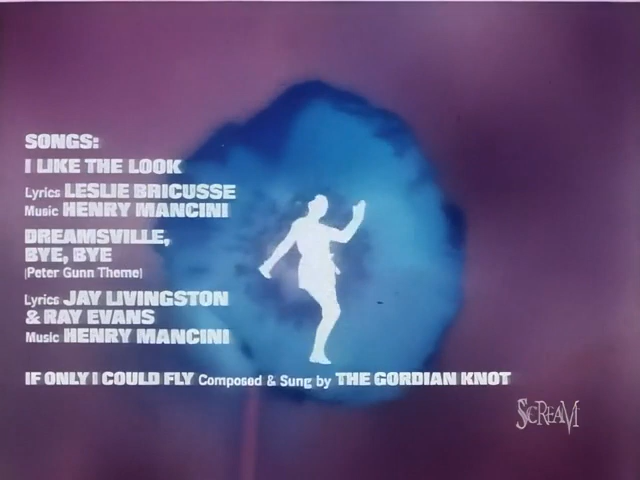 SONGS:
I LIKE THE LOOK
Lyrics LESLIE BRICUSSE
Music HENRY MANCINI
DREAMSVILLE,
BYE, BYE
(Peter Gunn Theme)
Lyrics JAY LIVINGSTON
& RAY EVANS
Music HENRY MANCINI
IF ONLY I COULD FLY Composed & Sung by THE GORDIAN KNOT
SCREAM